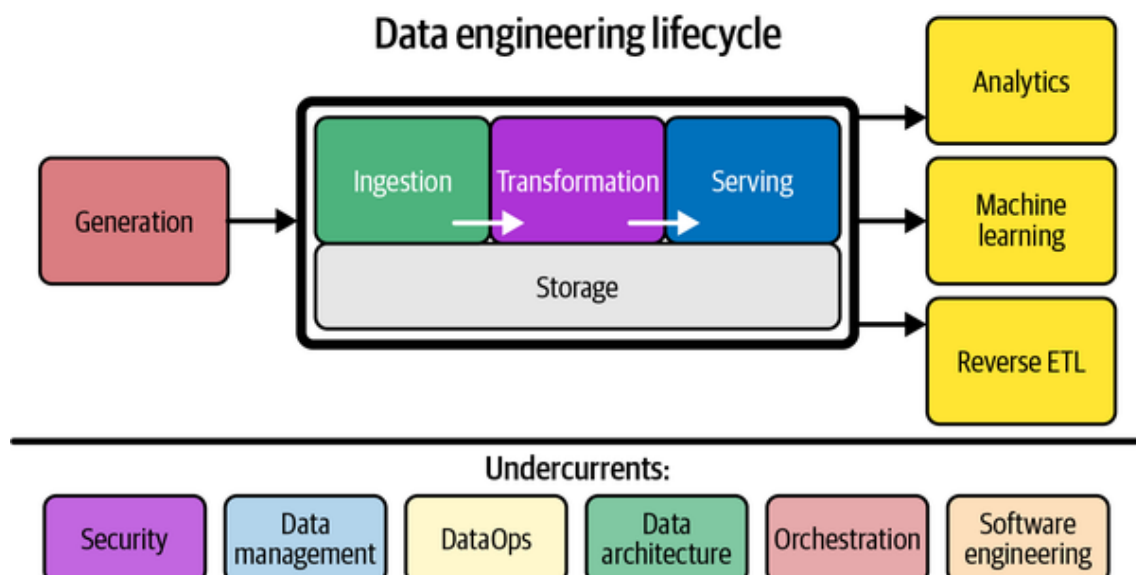 Data engineering lifecycle
Generation
Ingestion
Transformation
Serving
Storage
Analytics
Machine
learning
Reverse ETL
Undercurrents:
Security
Data
management
DataOps
Data
architecture
Orchestration
Software
engineering